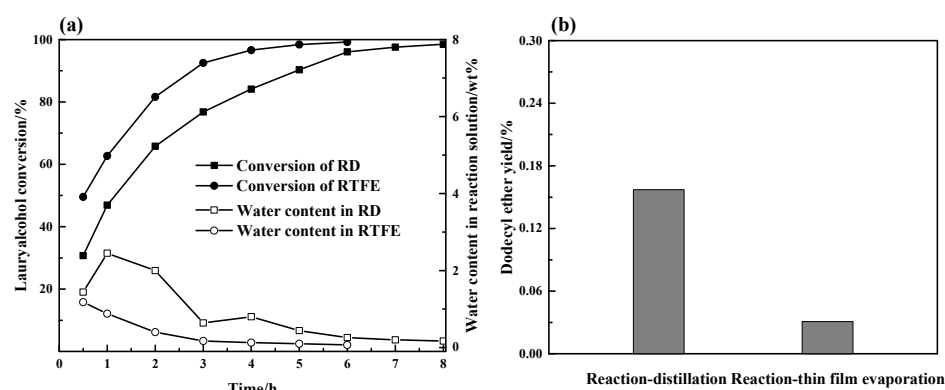 (a)
100
80
60
40
20
Lauryalcohol conversion/%
0
1
2
3
4
5
6
7
8
Time/h
8
6
4
2
0
Water content in reaction solution/wt%
Conversion of RD
Conversion of RTFE
Water content in RD
Water content in RTFE
(b)
0.30
0.24
0.18
0.12
0.06
0.00
Dodecyl ether yield/%
Reaction-distillation Reaction-thin film evaporation